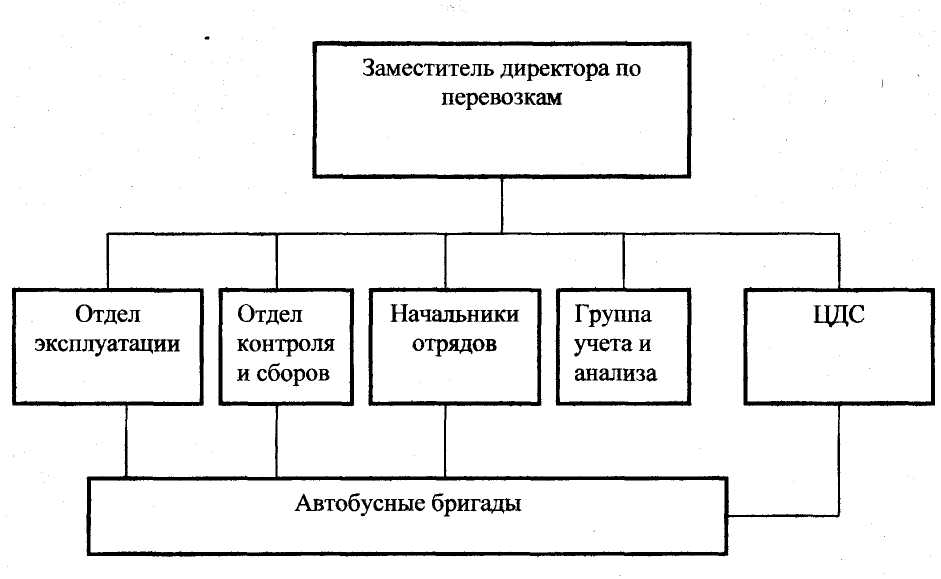 Заместитель директора по
перевозкам
Отдел
эксплуатации
Отдел
контроля
и сборов
Начальники
отрядов
Группа
учета и
анализа
ЦДС
Автобусные бригады